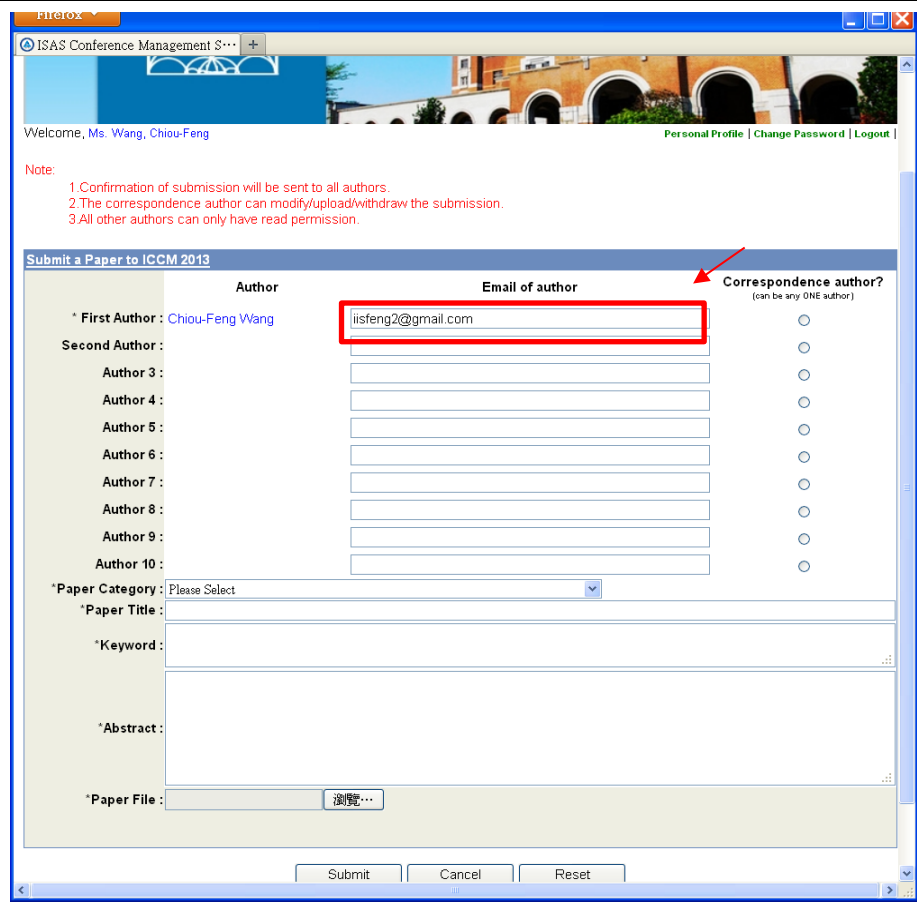 Firefox
ISAS Conference Management S··· +
Welcome, Ms. Wang, Chiou-Feng Personal Profile | Change Password | Logout |
Note:
1.Confirmation of submission will be sent to all authors.
2.The correspondence author can modify/upload/withdraw the submission.
3.All other authors can only have read permission.
Submit a Paper to ICCM 2013
Author Email of author Correspondence author?
(can be any ONE author)
* First Author : Chiou-Feng Wang iisfeng2@gmail.com
Second Author :
Author 3 :
Author 4 :
Author 5 :
Author 6 :
Author 7 :
Author 8 :
Author 9 :
Author 10 :
*Paper Category : Please Select
*Paper Title :
*Keyword :
*Abstract :
*Paper File : 瀏覽···
Submit Cancel Reset